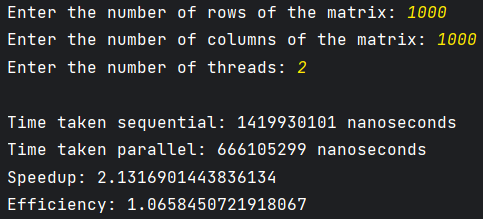 Enter the number of rows of the matrix: 1000
Enter the number of columns of the matrix: 1000
Enter the number of threads: 2
Time taken sequential: 1419930101 nanoseconds
Time taken parallel: 666105299 nanoseconds
Speedup: 2.1316901443836134
Efficiency: 1.0658450721918067